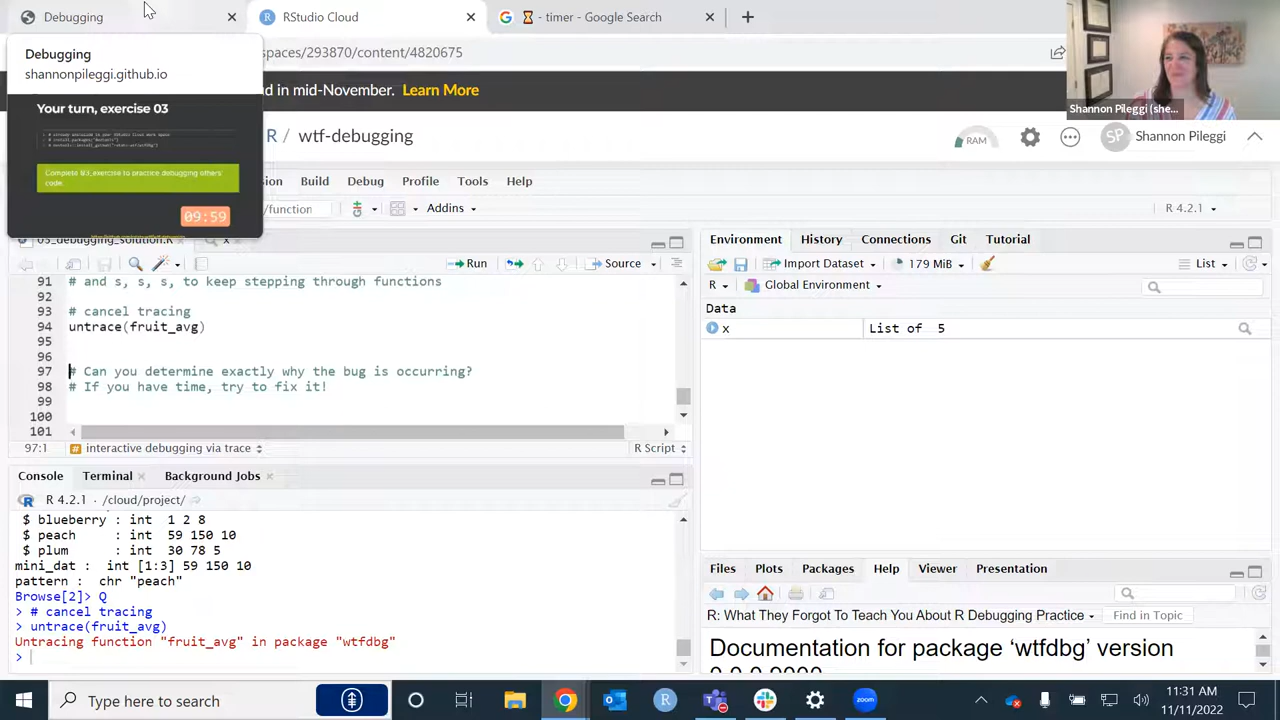 Debugging
RStudio Cloud
- timer - Google Search
Debugging
shannonpileggi.github.io
spaces/293870/content/4820675
Your turn, exercise 03
Complete 03_exercise to practice debugging others'
code.
09:59
d in mid-November. Learn More
Shannon Pileggi (she...
R / wtf-debugging
RAM
SP
Shannon Pileggi
Build
Debug
Profile
Tools
Help
/function
Addins
R 4.2.1
03_debugging_solution.R
x
Run
Source
91 # and s, s, s, to keep stepping through functions
92
93 # cancel tracing
94 untrace(fruit_avg)
95
96
97 # Can you determine exactly why the bug is occurring?
98 # If you have time, try to fix it!
99
100
101
97:1
interactive debugging via trace
R Script
Environment
History
Connections
Git
Tutorial
Import Dataset
179 MiB
List
R
Global Environment
Data
x
List of 5
Console
Terminal
Background Jobs
R 4.2.1 · /cloud/project/
$ blueberry : int 1 2 8
$ peach : int 59 150 10
$ plum : int 30 78 5
mini_dat : int [1:3] 59 150 10
pattern : chr "peach"
Browse[2]> Q
> # cancel tracing
> untrace(fruit_avg)
Untracing function "fruit_avg" in package "wtfdbg"
>
Files
Plots
Packages
Help
Viewer
Presentation
R: What They Forgot To Teach You About R Debugging Practice
Find in Topic
Documentation for package ‘wtfdbg’ version
0.0.0.9000
Type here to search
11:31 AM
11/11/2022